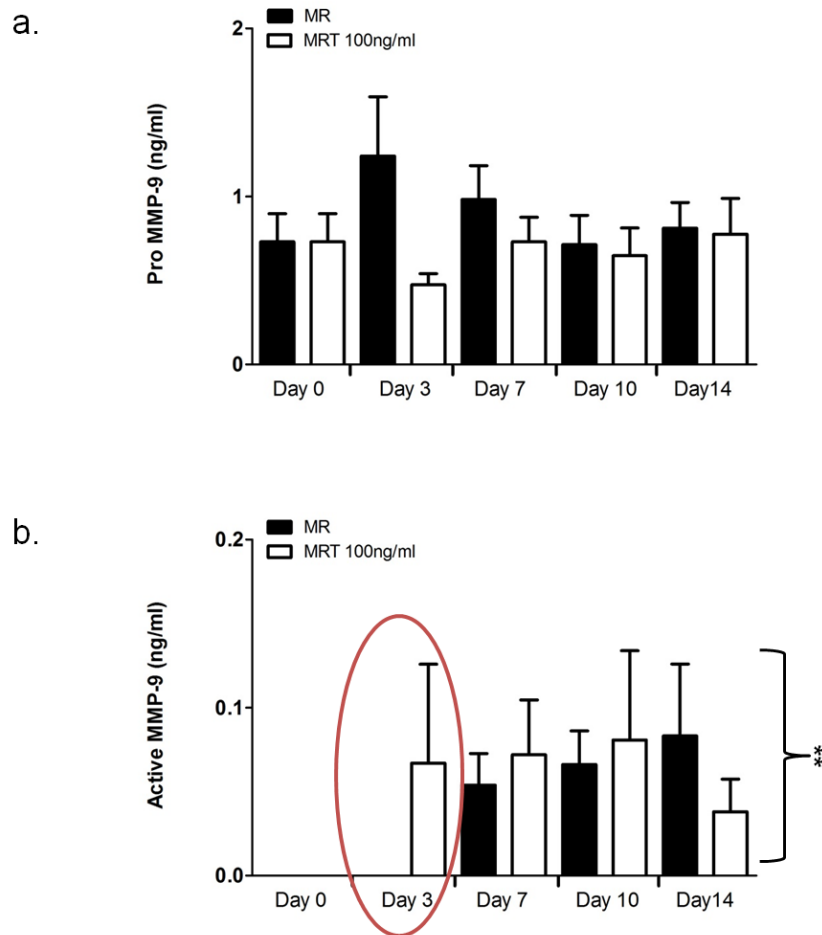 a.
MR
MRT 100ng/ml
2
1
0
Pro MMP-9 (ng/ml)
Day 0 Day 3 Day 7 Day 10 Day14
b.
MR
MRT 100ng/ml
0.2
0.1
0.0
Active MMP-9 (ng/ml)
**
Day 0 Day 3 Day 7 Day 10 Day14